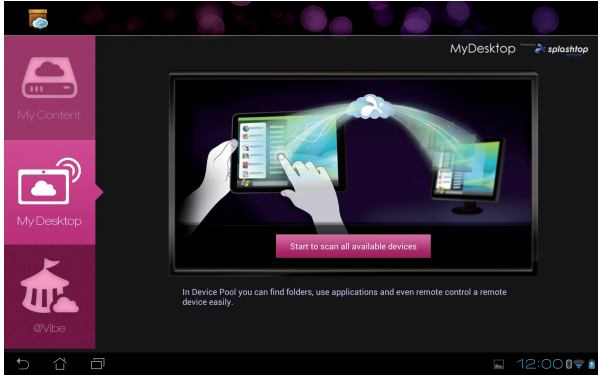 MyDesktop
splashtop
My Content
My Desktop
@Vibe
Start to scan all available devices
In Device Pool you can find folders, use applications and even remote control a remote
device easily.
12:00